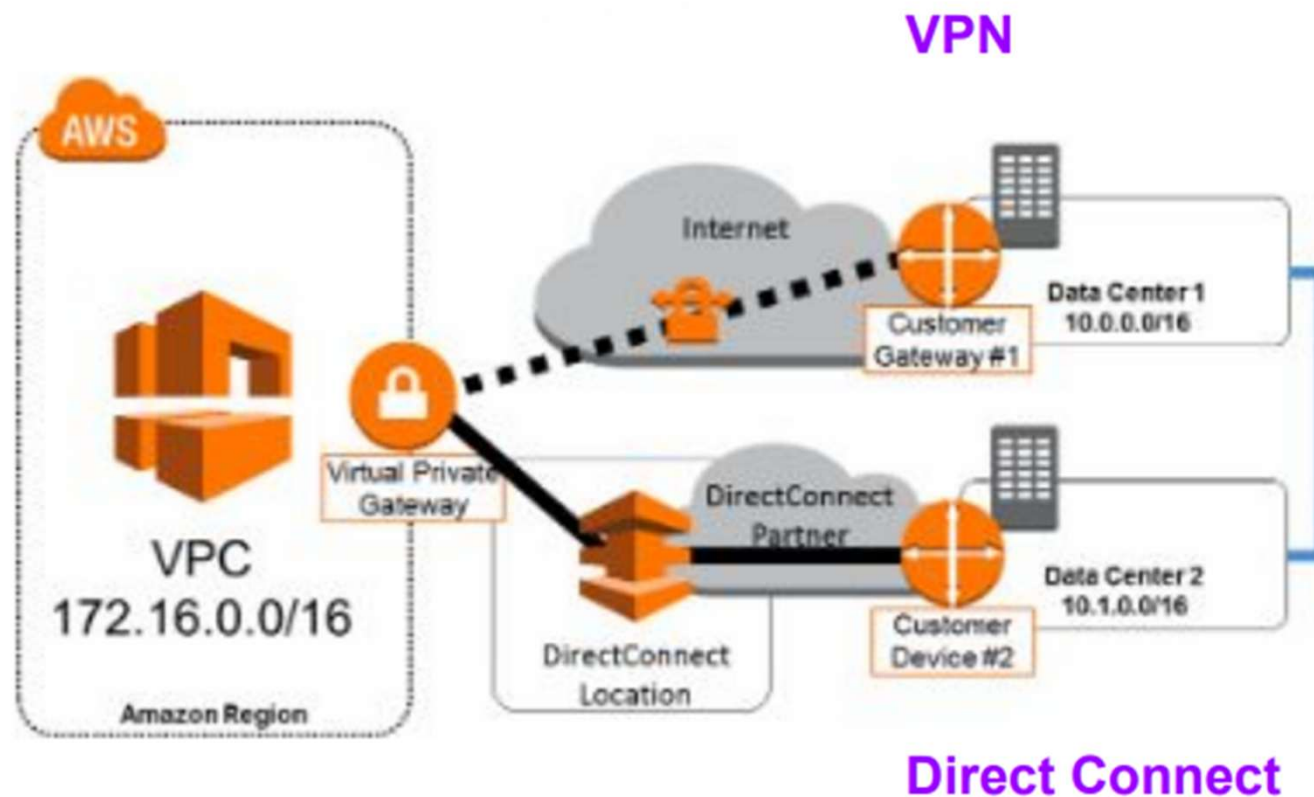 VPN
AWS
Internet
Data Center 1
10.0.0.0/16
Customer
Gateway #1
Virtual Private
Gateway
DirectConnect
Partner
VPC
172.16.0.0/16
Data Center 2
10.1.0.0/16
Customer
Device #2
DirectConnect
Location
Amazon Region
Direct Connect